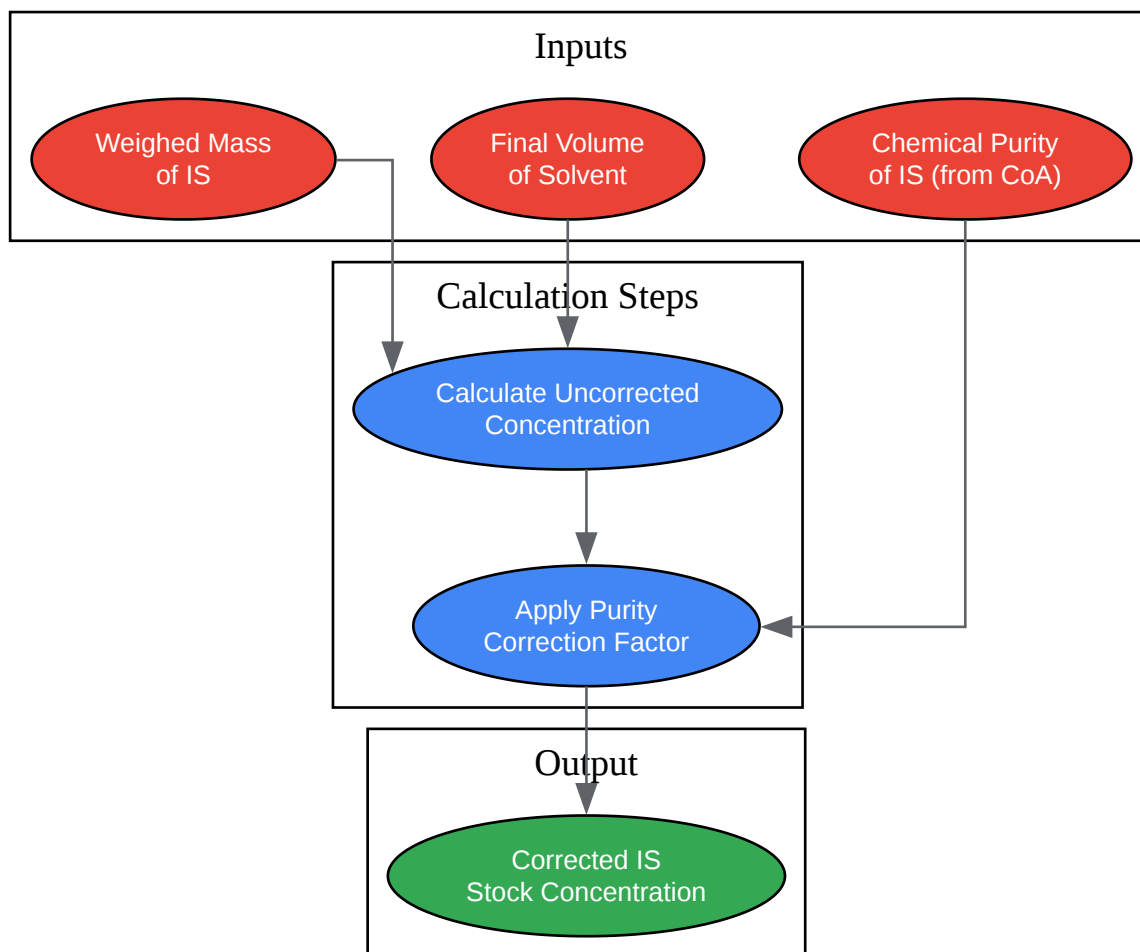 Inputs
Weighed Mass
of IS
Final Volume
of Solvent
Chemical Purity
of IS (from CoA)
Calculation Steps
Calculate Uncorrected
Concentration
Apply Purity
Correction Factor
Output
Corrected IS
Stock Concentration